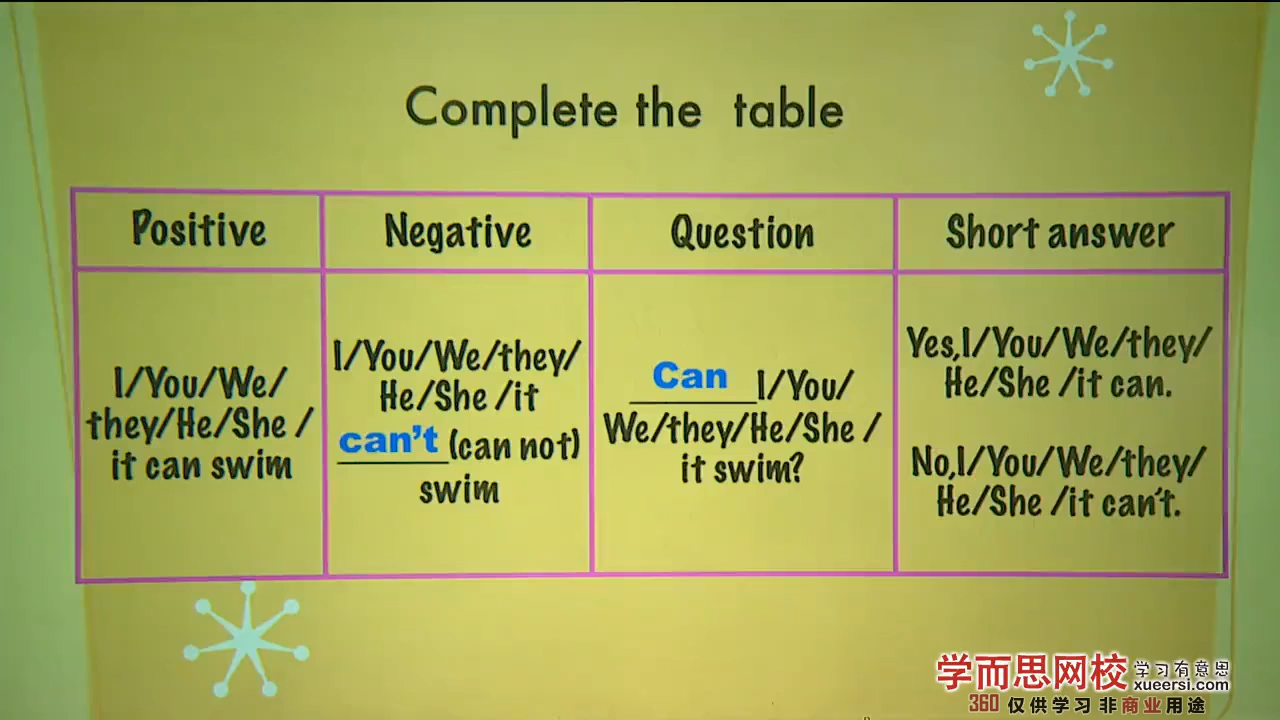 Complete the table
Positive
Negative
Question
Short answer
I/You/We/
they/He/She /
it can swim
I/You/We/they/
He/She /it
can't (can not)
swim
Can I/You/
We/they/He/She /
it swim?
Yes,I/You/We/they/
He/She /it can.
No,I/You/We/they/
He/She /it can't.
学而思网校 学习有意思
xueersi.com
360 仅供学习 非商业用途